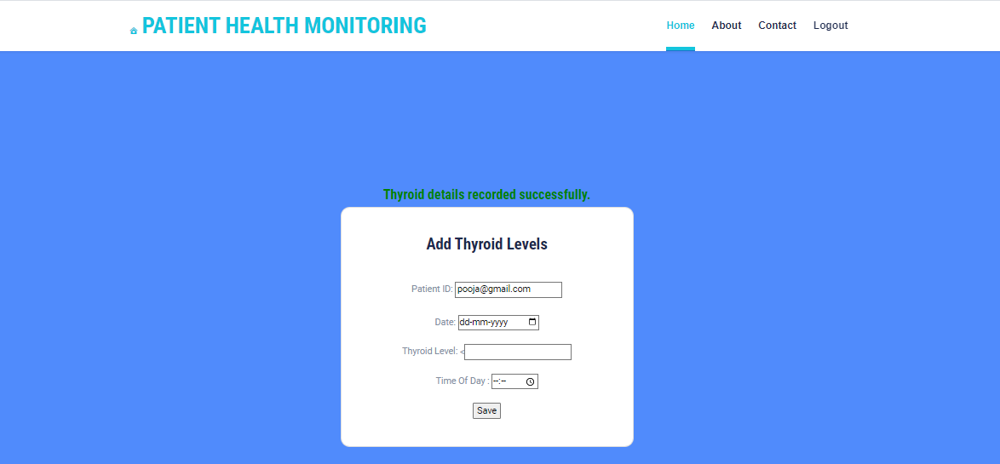 PATIENT HEALTH MONITORING
Home About Contact Logout
Thyroid details recorded successfully.
Add Thyroid Levels
Patient ID: pooja@gmail.com
Date: dd-mm-yyyy
Thyroid Level: <
Time Of Day : --:--
Save